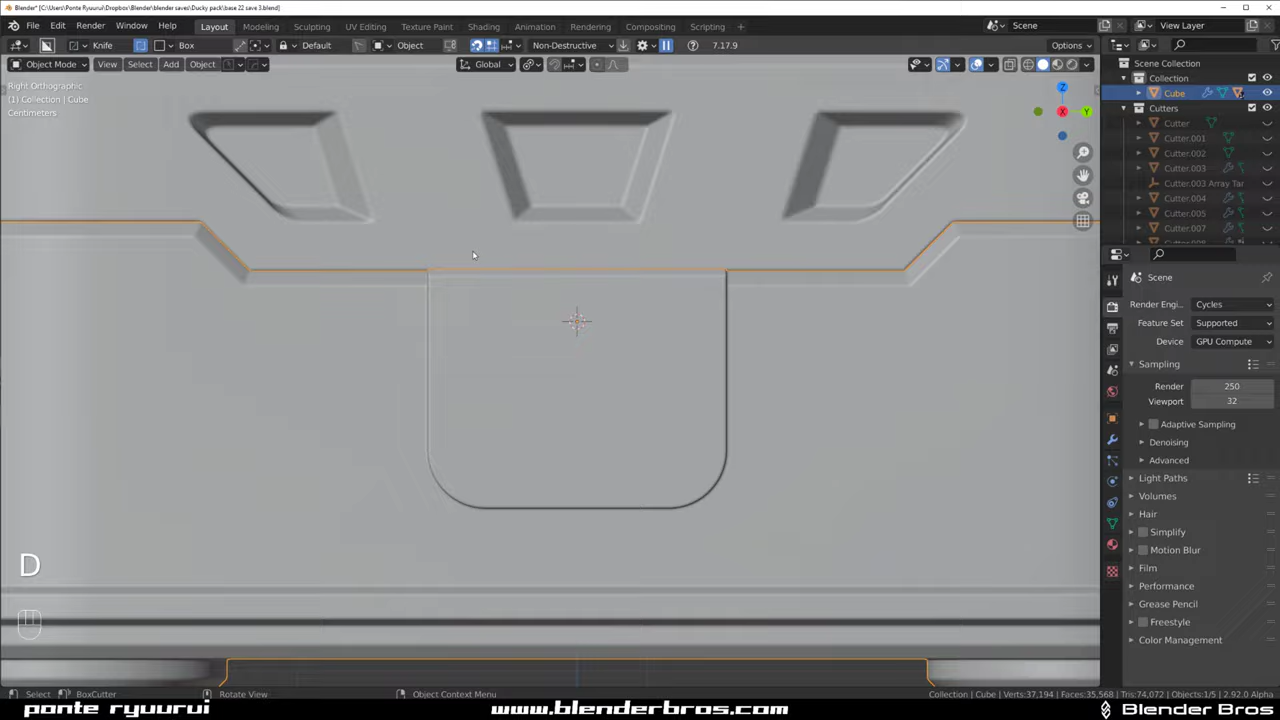 Blender* [C:\Users\Ponte Ryuurui\Dropbox\Blender\blender saves\Ducky pack\base 22 save 3.blend]
File Edit Render Window Help Layout Modeling Sculpting UV Editing Texture Paint Shading Animation Rendering Compositing Scripting + Scene View Layer
Knife Box Default Object Non-Destructive 7.17.9 Options
Object Mode View Select Add Object Global
Right Orthographic
(1) Collection | Cube
Centimeters
Z
X
Y
D
Scene Collection
Collection
Cube
Cutters
Cutter
Cutter.001
Cutter.002
Cutter.003
Cutter.003 Array Tar
Cutter.004
Cutter.005
Cutter.007
Scene
Render Engi.. Cycles
Feature Set Supported
Device GPU Compute
Sampling
Render 250
Viewport 32
Adaptive Sampling
Denoising
Advanced
Light Paths
Volumes
Hair
Simplify
Motion Blur
Film
Performance
Grease Pencil
Freestyle
Color Management
Select BoxCutter Rotate View Object Context Menu Collection | Cube | Verts:37,194 | Faces:35,568 | Tris:74,072 | Objects:1/5 | 2.92.0 Alpha
ponte ryuurui www.blenderbros.com Blender Bros